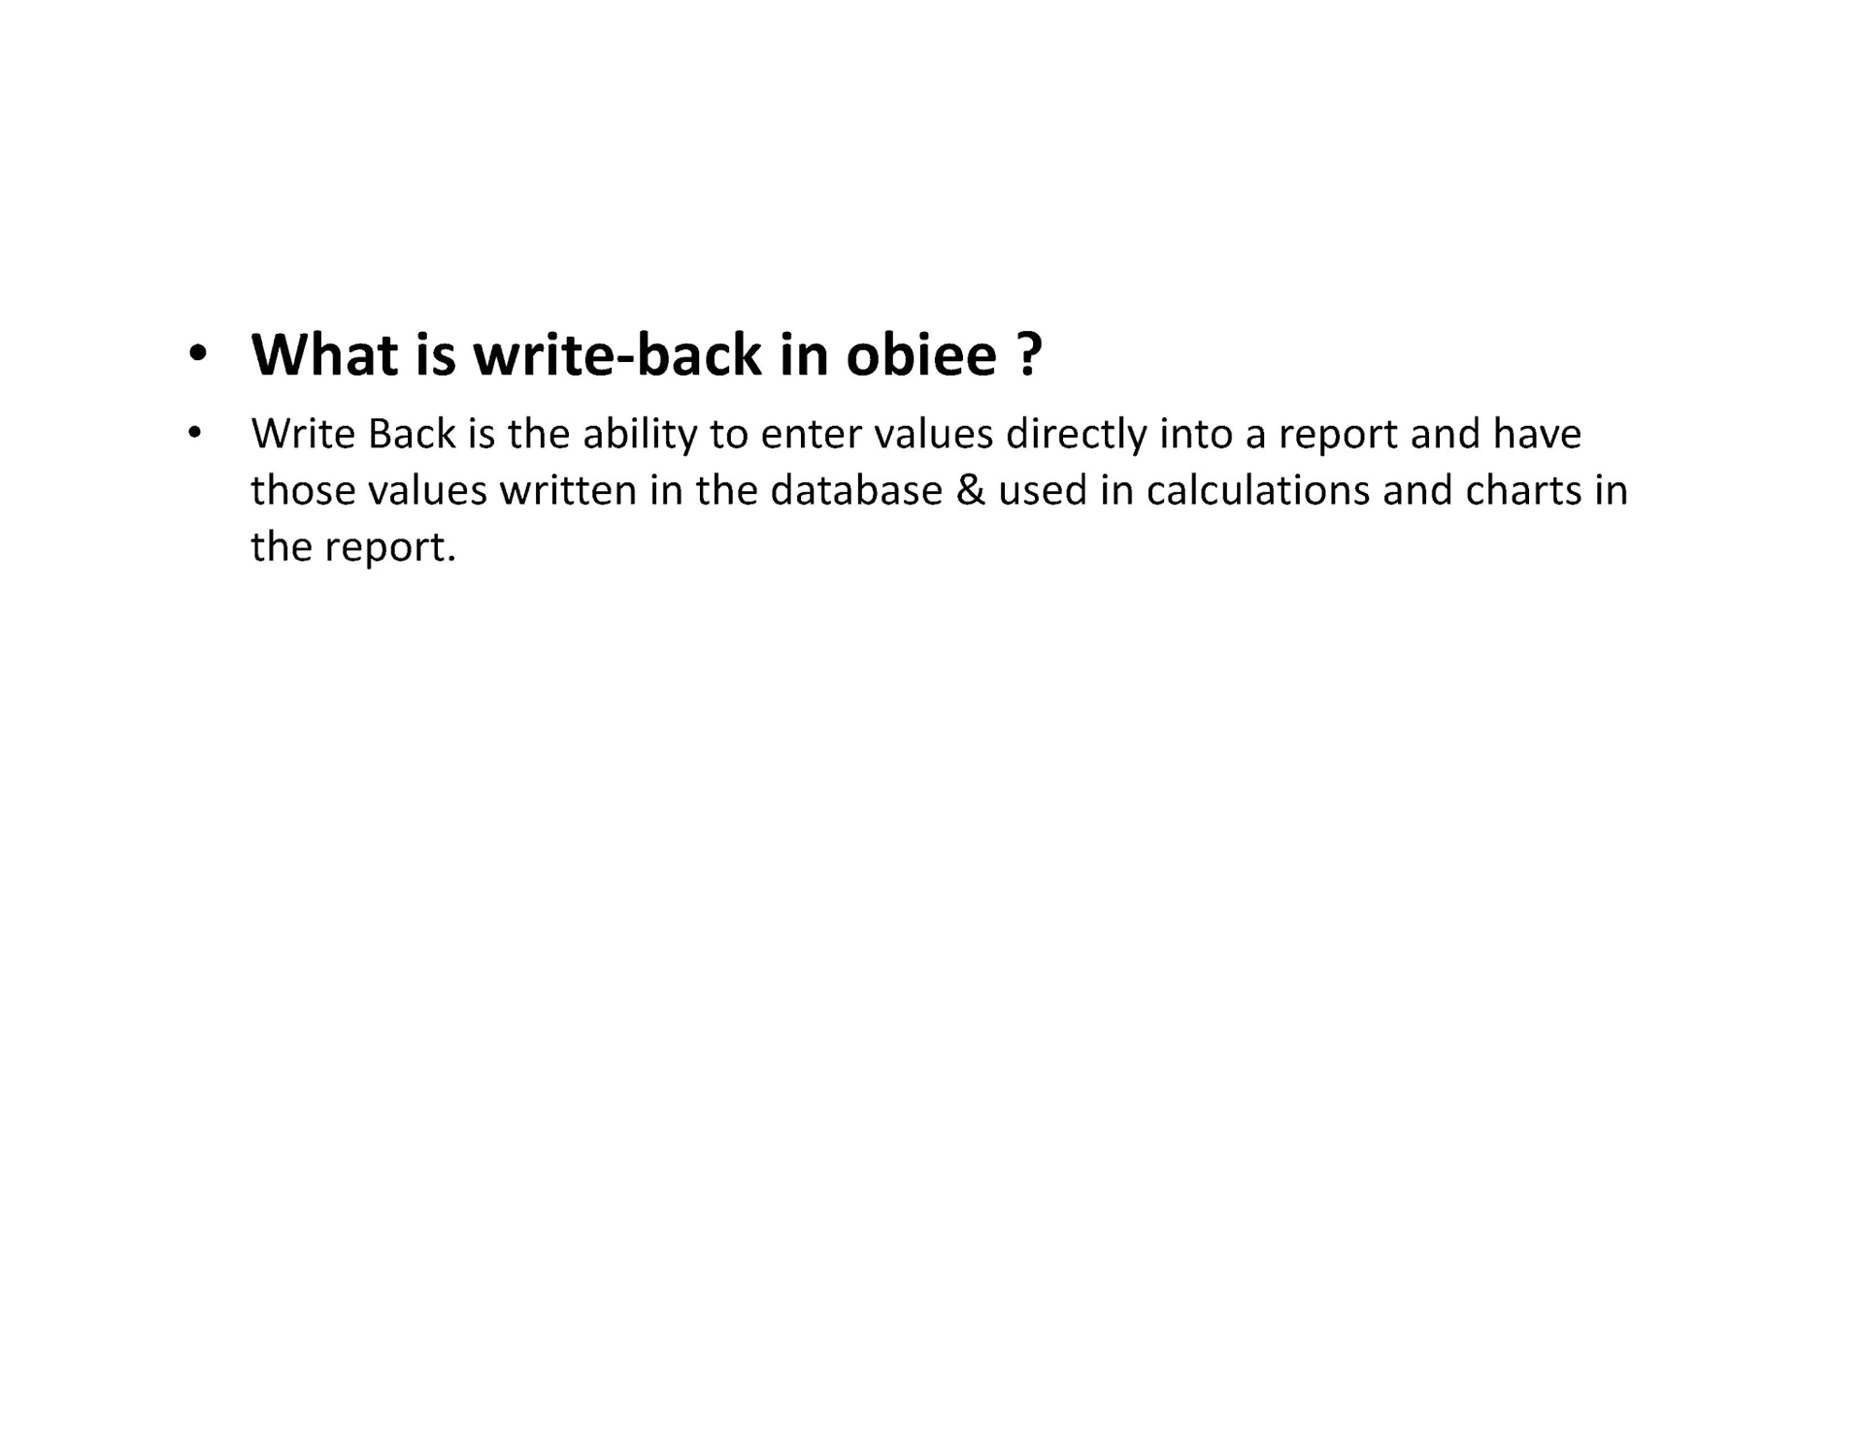 • What is write-back in obiee ?
• Write Back is the ability to enter values directly into a report and have
those values written in the database & used in calculations and charts in
the report.